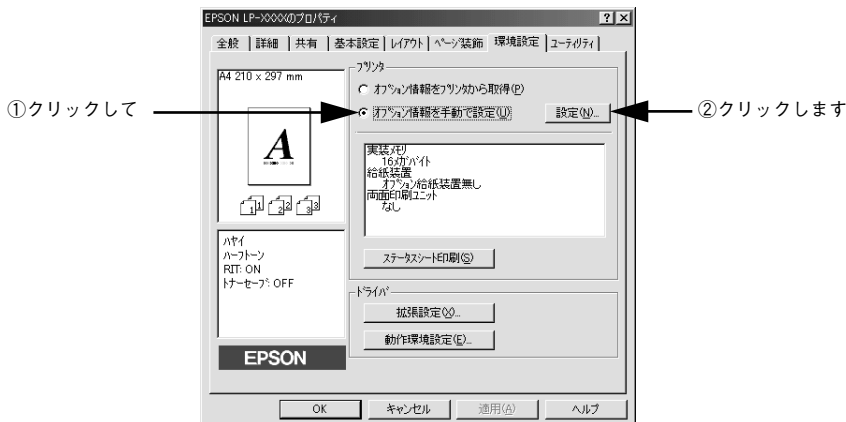 EPSON LP-XXXXのプロパティ
全般 詳細 共有 基本設定 レイアウト ページ装飾 環境設定 ユーティリティ
A4 210 x 297 mm
プリンタ
オプション情報をプリンタから取得(P)
①クリックして
オプション情報を手動で設定(U)
設定(N)...
②クリックします
A
実装メモリ
16メガバイト
給紙装置
オプション給紙装置無し
両面印刷ユニット
なし
1 1 2 2 3 3
ハヤイ
ハーフトーン
RIT: ON
トナーセーブ: OFF
ステータスシート印刷(S)
ドライバ
拡張設定(X)...
動作環境設定(E)...
EPSON
OK キャンセル 適用(A) ヘルプ